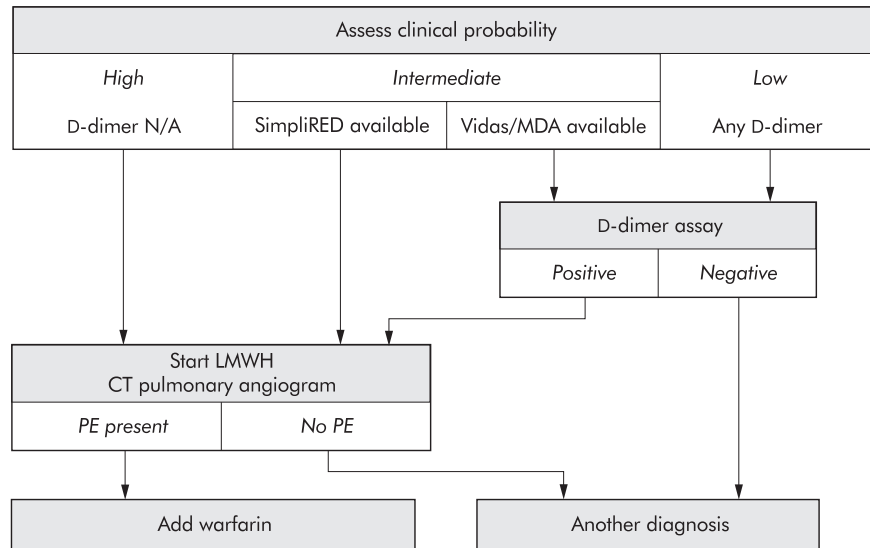 Assess clinical probability
High
Intermediate
Low
D-dimer N/A
SimpliRED available
Vidas/MDA available
Any D-dimer
D-dimer assay
Positive
Negative
Start LMWH
CT pulmonary angiogram
PE present
No PE
Add warfarin
Another diagnosis